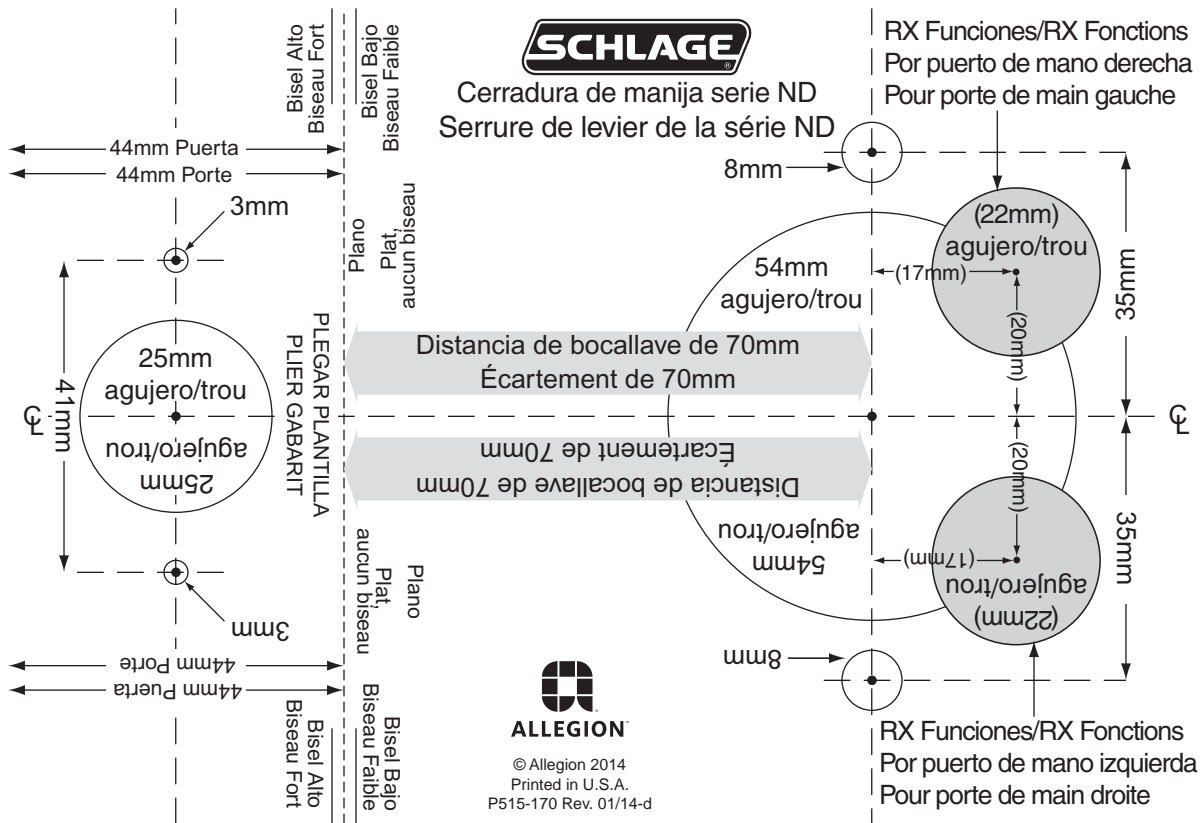 SCHLAGE®
Cerradura de manija serie ND
Serrure de levier de la série ND
RX Funciones/RX Fonctions
Por puerto de mano derecha
Pour porte de main gauche
Bisel Alto
Biseau Fort
Bisel Bajo
Biseau Faible
44mm Puerta
44mm Porte
3mm
Plano
Plat,
aucun biseau
8mm
54mm
agujero/trou
(22mm)
agujero/trou
(17mm)
(20mm)
35mm
25mm
agujero/trou
41mm
PLEGAR PLANTILLA
PLIER GABARIT
Distancia de bocallave de 70mm
Écartement de 70mm
℄
℄
Distancia de bocallave de 70mm
Écartement de 70mm
25mm
agujero/trou
54mm
agujero/trou
(20mm)
(17mm)
(22mm)
agujero/trou
35mm
Plano
Plat,
aucun biseau
3mm
8mm
44mm Puerta
44mm Porte
Bisel Alto
Biseau Fort
Bisel Bajo
Biseau Faible
ALLEGION™
© Allegion 2014
Printed in U.S.A.
P515-170 Rev. 01/14-d
RX Funciones/RX Fonctions
Por puerto de mano izquierda
Pour porte de main droite